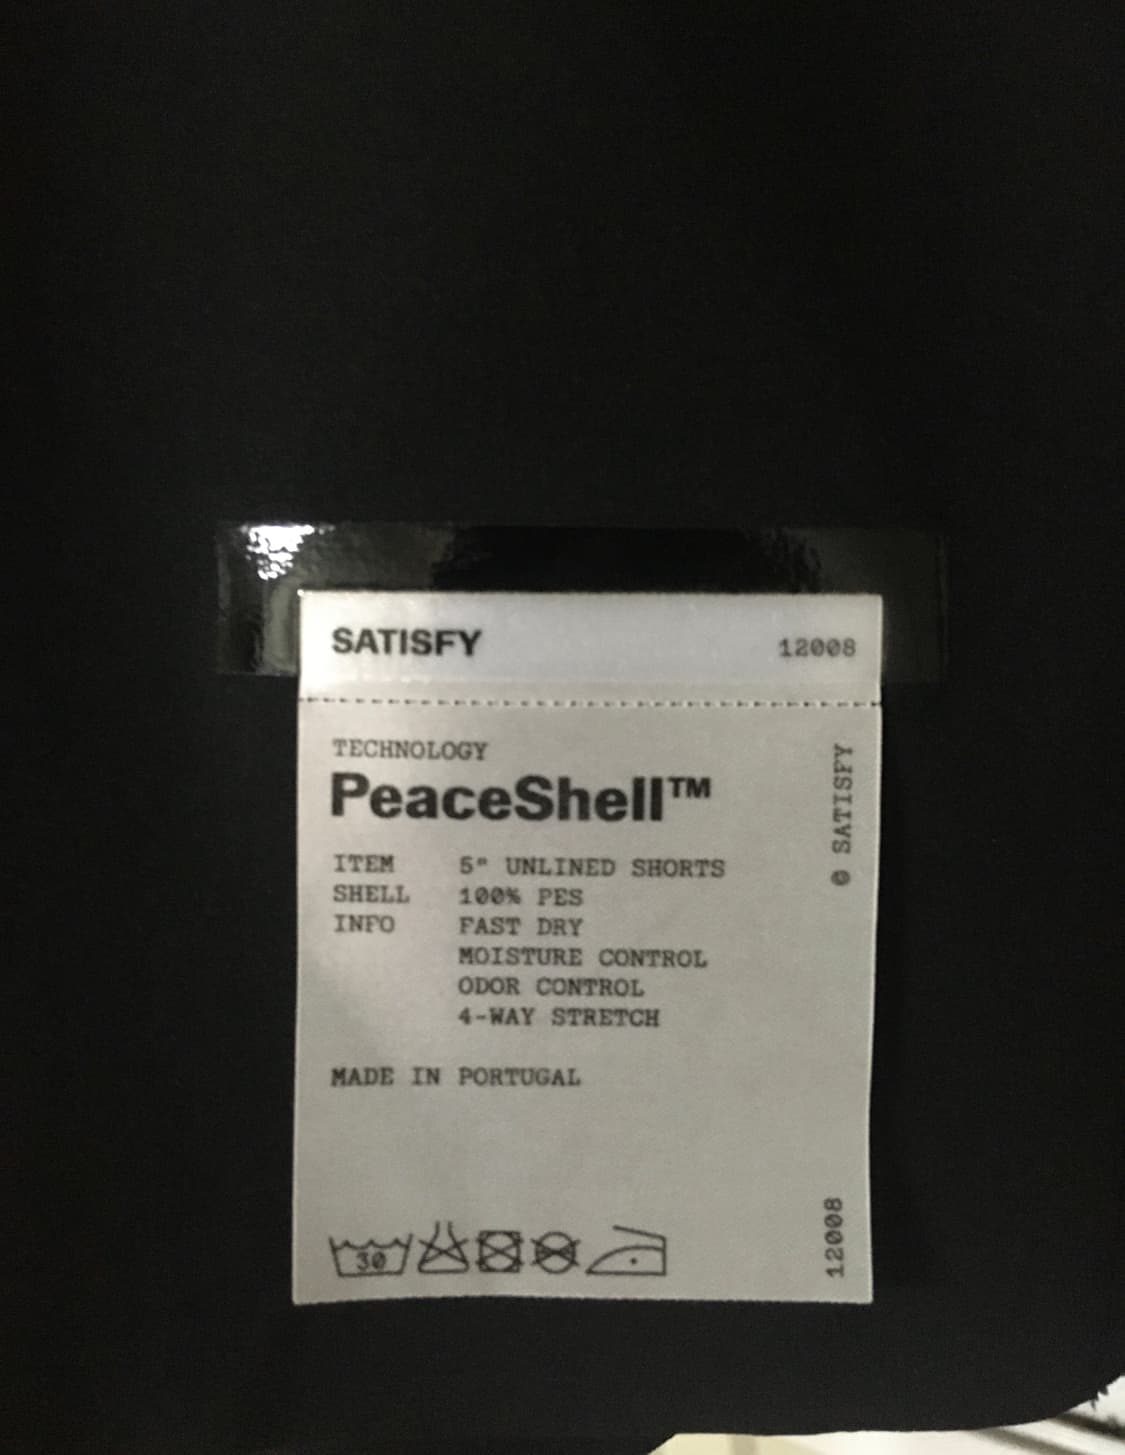 SATISFY 12008
TECHNOLOGY
PeaceShell™
ITEM 5" UNLINED SHORTS
SHELL 100% PES
INFO FAST DRY
MOISTURE CONTROL
ODOR CONTROL
4-WAY STRETCH
MADE IN PORTUGAL
30
© SATISFY
12008